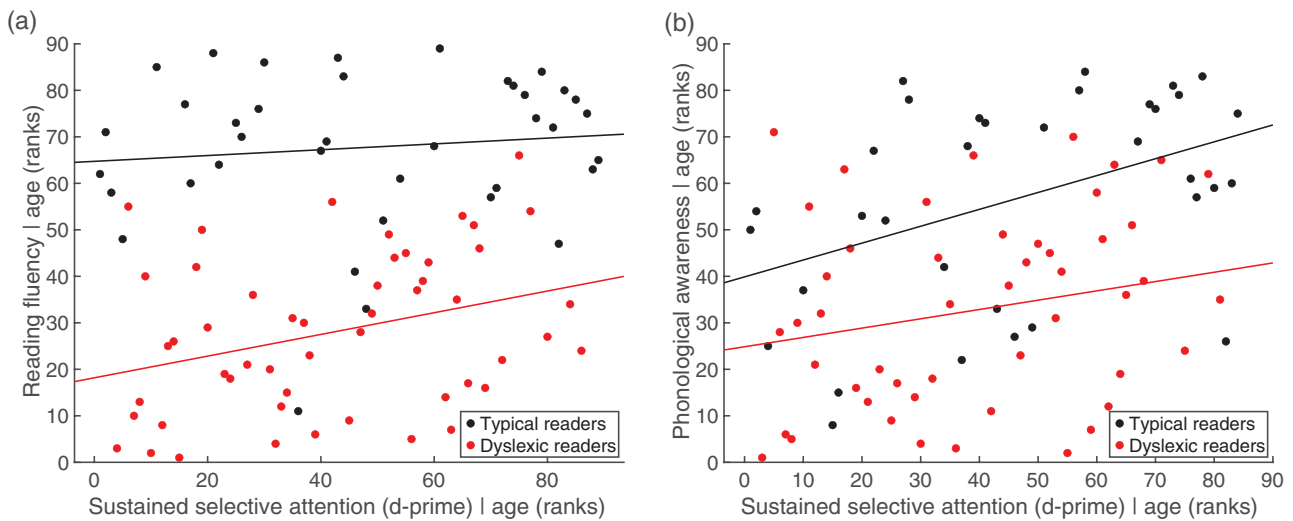 (a)
Reading fluency | age (ranks)
90
80
70
60
50
40
30
20
10
0
0 20 40 60 80
Sustained selective attention (d-prime) | age (ranks)
Typical readers
Dyslexic readers
(b)
Phonological awareness | age (ranks)
90
80
70
60
50
40
30
20
10
0
0 10 20 30 40 50 60 70 80 90
Sustained selective attention (d-prime) | age (ranks)
Typical readers
Dyslexic readers